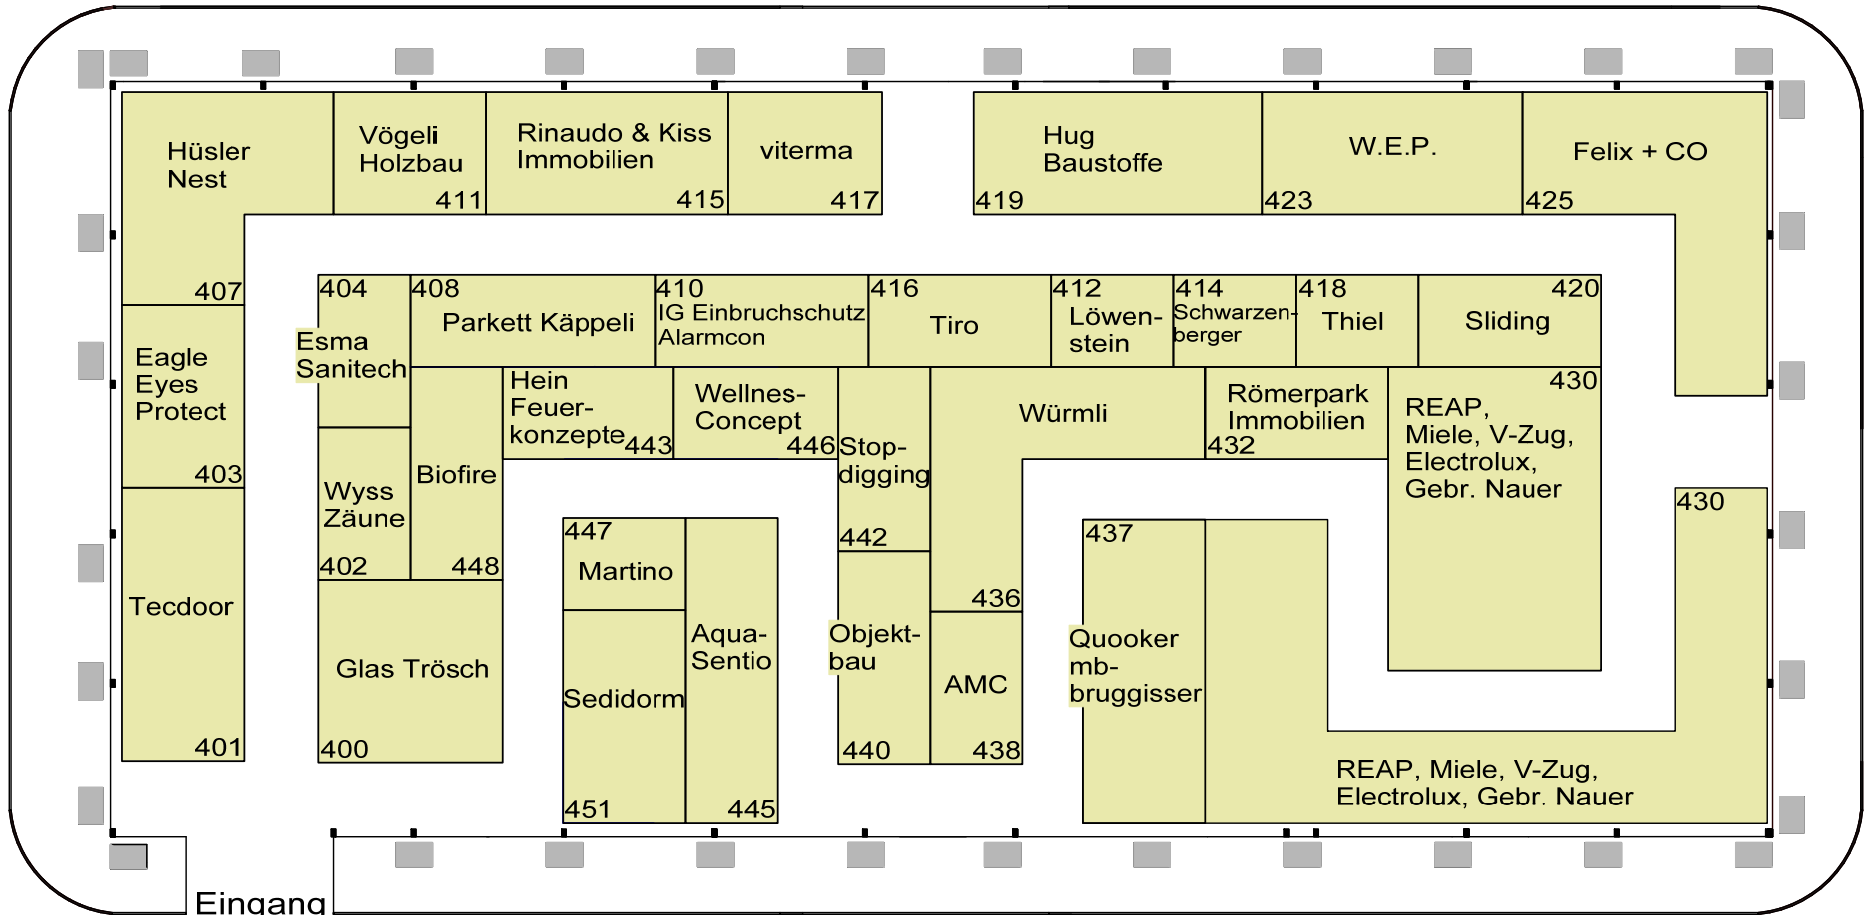 Hüsler
Nest
407
Vögeli
Holzbau
411
Rinaudo & Kiss
Immobilien
415
viterma
417
Hug
Baustoffe
419
W.E.P.
423
Felix + CO
425
Eagle
Eyes
Protect
403
Tecdoor
401
404
Esma
Sanitech
408
Parkett Käppeli
410
IG Einbruchschutz
Alarmcon
416
Tiro
412
Löwen-
stein
414
Schwarzen-
berger
418
Thiel
420
Sliding
Wyss
Zäune
402
Biofire
448
Hein
Feuer-
konzepte
443
Wellnes-
Concept
446
Stop-
digging
442
Würmli
436
Römerpark
Immobilien
432
430
REAP,
Miele, V-Zug,
Electrolux,
Gebr. Nauer
430
Glas Trösch
400
447
Martino
Sedidorm
451
Aqua-
Sentio
445
Objekt-
bau
440
AMC
438
437
Quooker
mb-
bruggisser
REAP, Miele, V-Zug,
Electrolux, Gebr. Nauer
Eingang